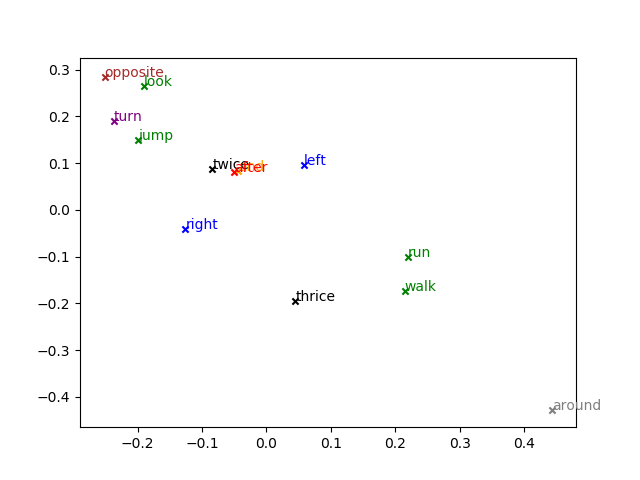 0.3
0.2
0.1
0.0
−0.1
−0.2
−0.3
−0.4
opposite
look
turn
jump
twice
after
and
left
right
run
walk
thrice
around
−0.2
−0.1
0.0
0.1
0.2
0.3
0.4